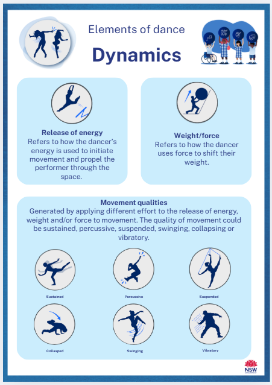 Elements of dance
Dynamics
Release of energy
Refers to how the dancer's
energy is used to initiate
movement and propel the
performer through the
space.
Weight/force
Refers to how the dancer
uses force to shift their
weight.
Movement qualities
Generated by applying different effort to the release of energy,
weight and/or force to movement. The quality of movement could
be sustained, percussive, suspended, swinging, collapsing or
vibratory.
Sustained
Percussive
Suspended
Collapsed
Swinging
Vibratory
NSW